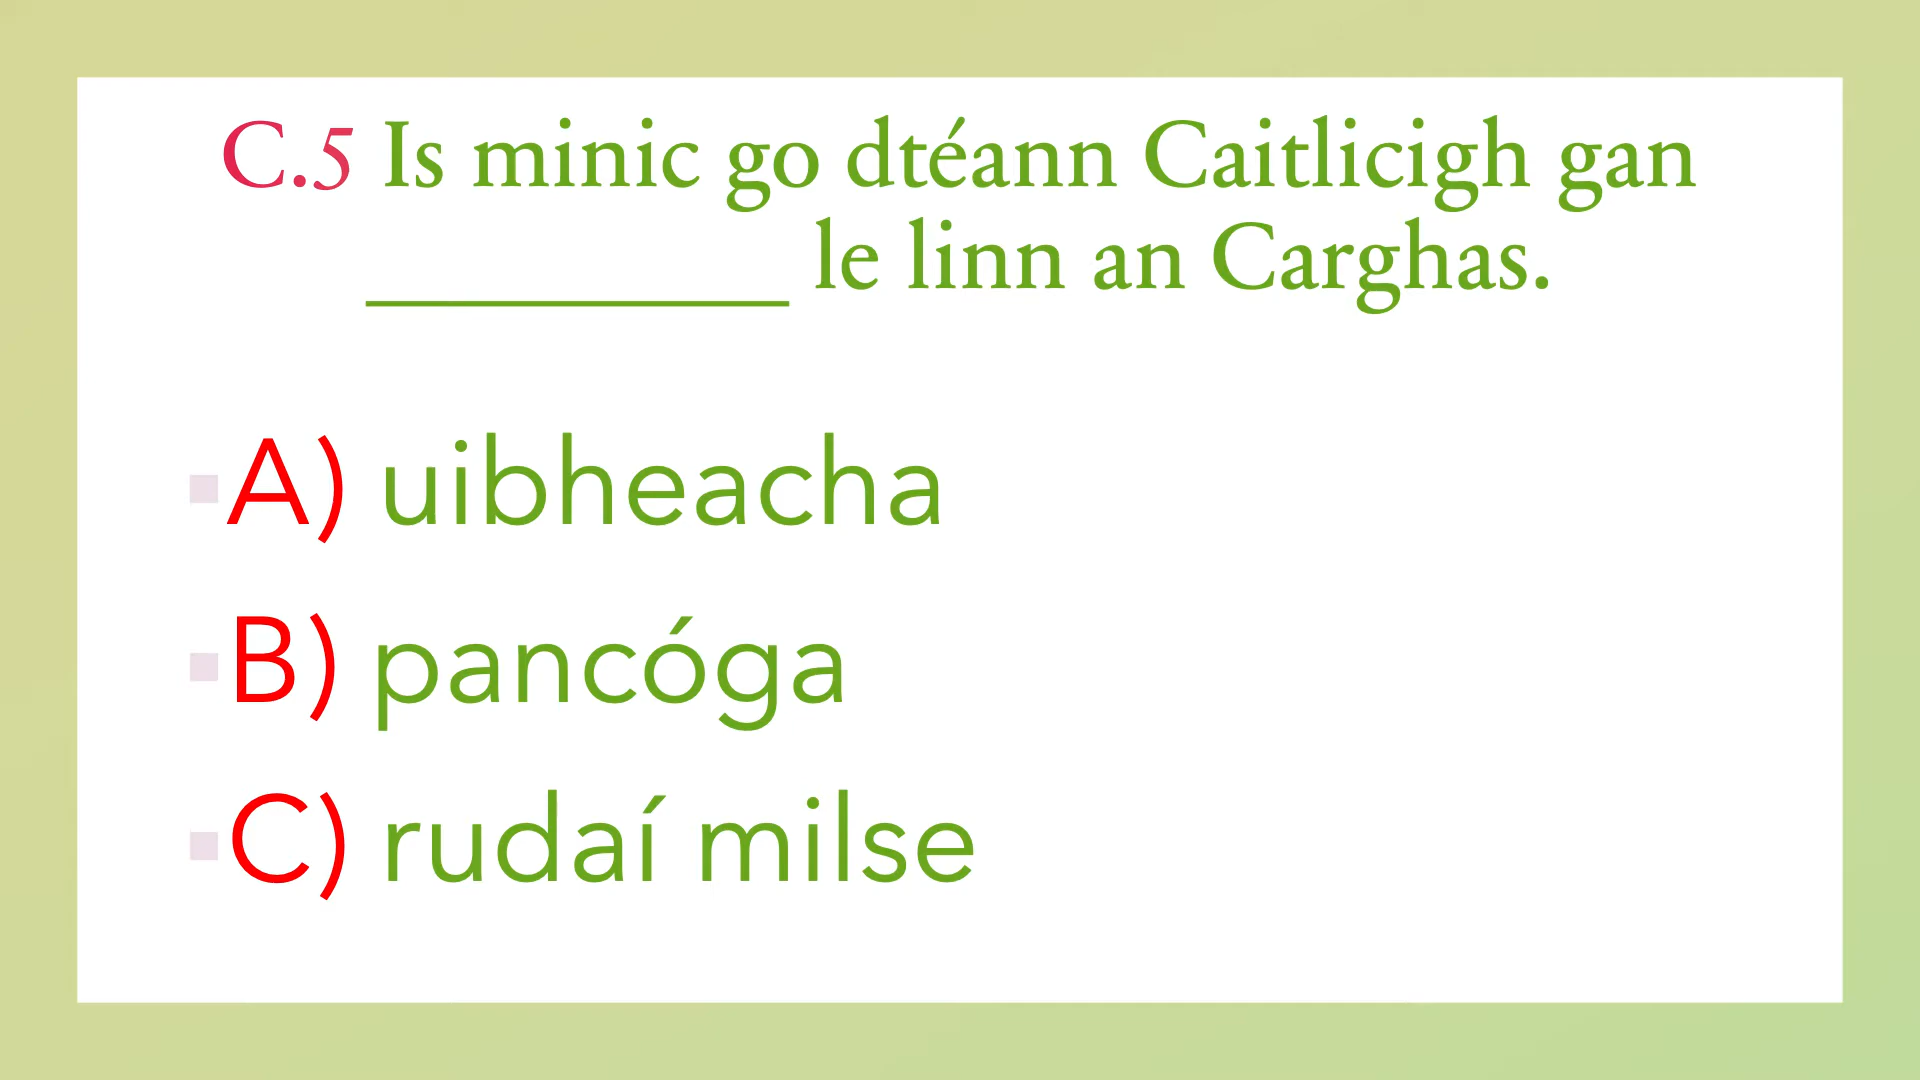 C.5 Is minic go dtéann Caitlicigh gan
__________ le linn an Carghas.
A) uibheacha
B) pancóga
C) rudaí milse